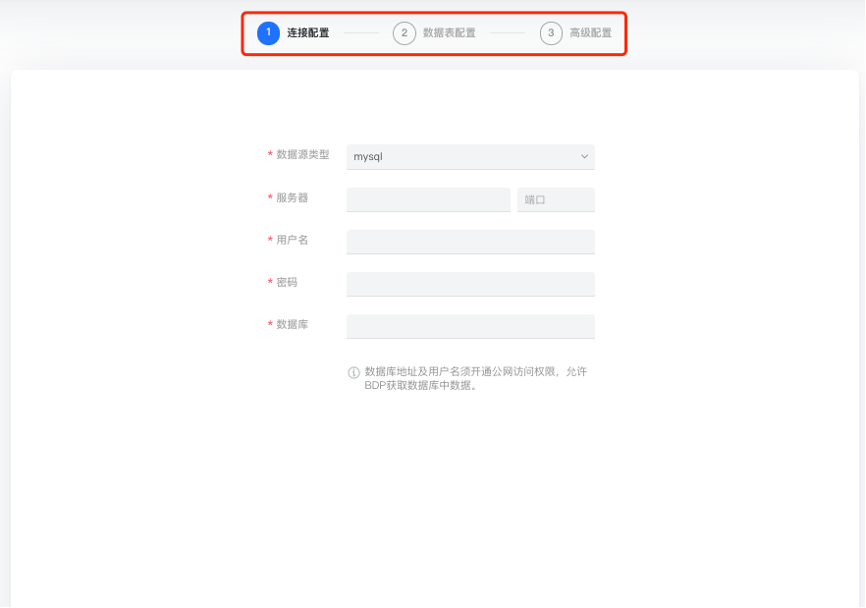 1 连接配置 2 数据表配置 3 高级配置
* 数据源类型 mysql
* 服务器 端口
* 用户名
* 密码
* 数据库
数据库地址及用户名须开通公网访问权限，允许
BDP获取数据库中数据。